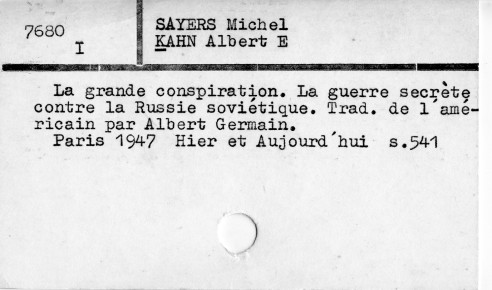 7680
I
SAYERS Michel
KAHN Albert E
La grande conspiration. La guerre secrète
contre la Russie soviétique. Trad. de l´amé-
ricain par Albert Germain.
Paris 1947 Hier et Aujourd´hui s.541